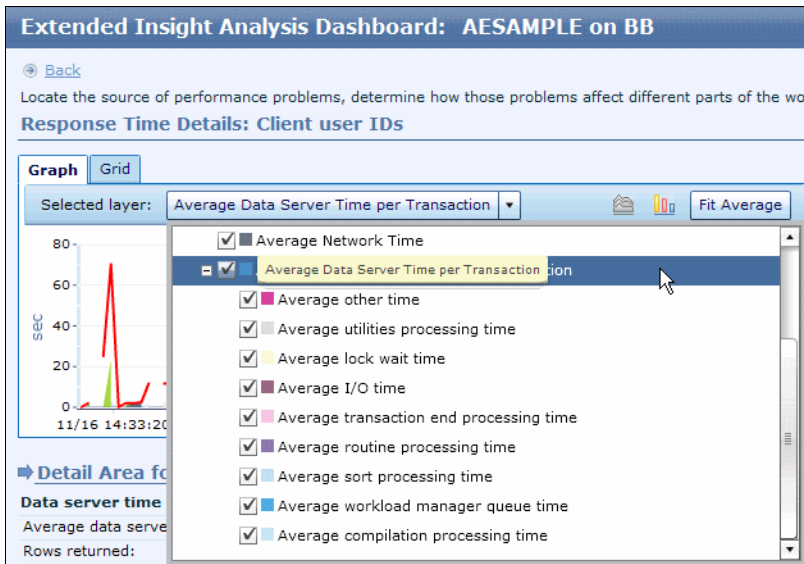 Extended Insight Analysis Dashboard: AESAMPLE on BB
Back
Locate the source of performance problems, determine how those problems affect different parts of the wo
Response Time Details: Client user IDs
Graph Grid
Selected layer: Average Data Server Time per Transaction Fit Average
80
60
40
20
0
sec
11/16 14:33:20
Average Network Time
Average Data Server Time per Transaction ction
Average other time
Average utilities processing time
Average lock wait time
Average I/O time
Average transaction end processing time
Average routine processing time
Average sort processing time
Average workload manager queue time
Average compilation processing time
Detail Area fo
Data server time
Average data serve
Rows returned: